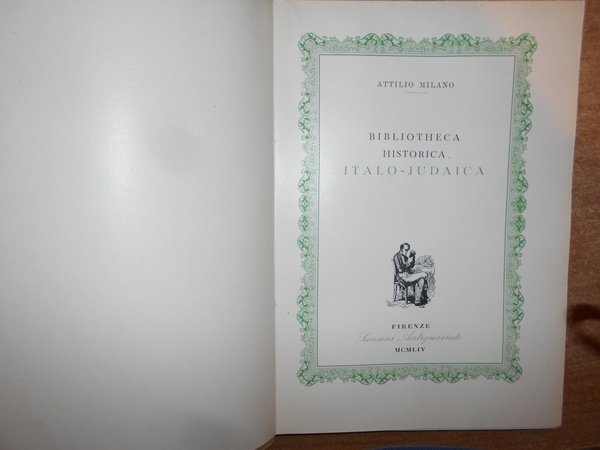 ATTILIO MILANO
BIBLIOTHECA
HISTORICA
ITALO-JUDAICA
FIRENZE
Sansoni Antiquariato
MCMLIV